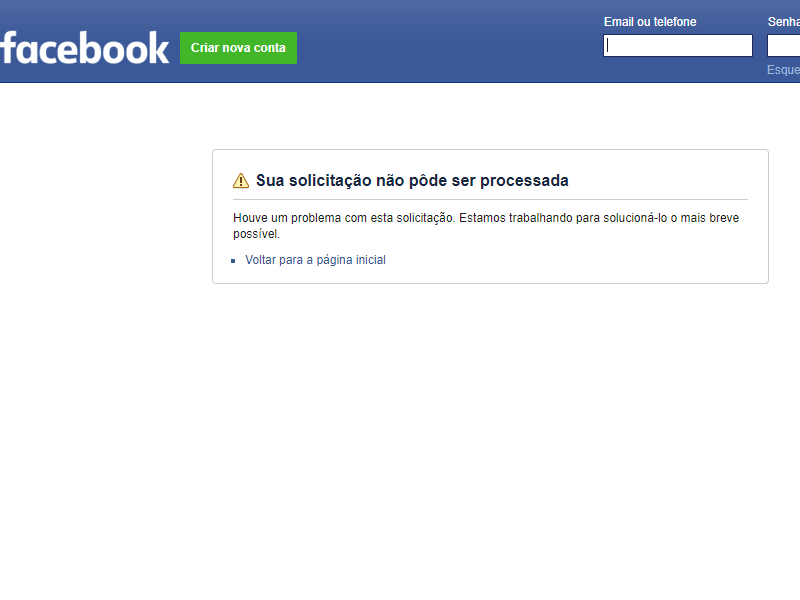 facebook
Criar nova conta
Email ou telefone
Senha
Esque
Sua solicitação não pôde ser processada
Houve um problema com esta solicitação. Estamos trabalhando para solucioná-lo o mais breve
possível.
Voltar para a página inicial